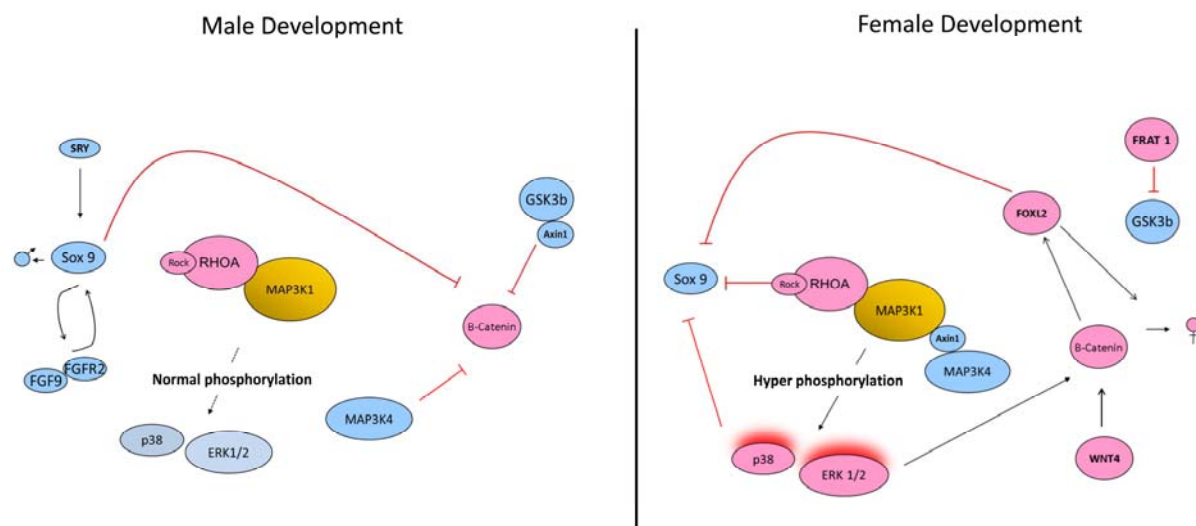 Male Development
SRY
Sox 9
FGF9
FGFR2
Rock
RHOA
MAP3K1
Normal phosphorylation
p38
ERK1/2
MAP3K4
GSK3b
Axin1
B-Catenin
Female Development
FRAT 1
GSK3b
FOXL2
Sox 9
Rock
RHOA
MAP3K1
Axin1
MAP3K4
Hyper phosphorylation
p38
ERK 1/2
B-Catenin
WNT4